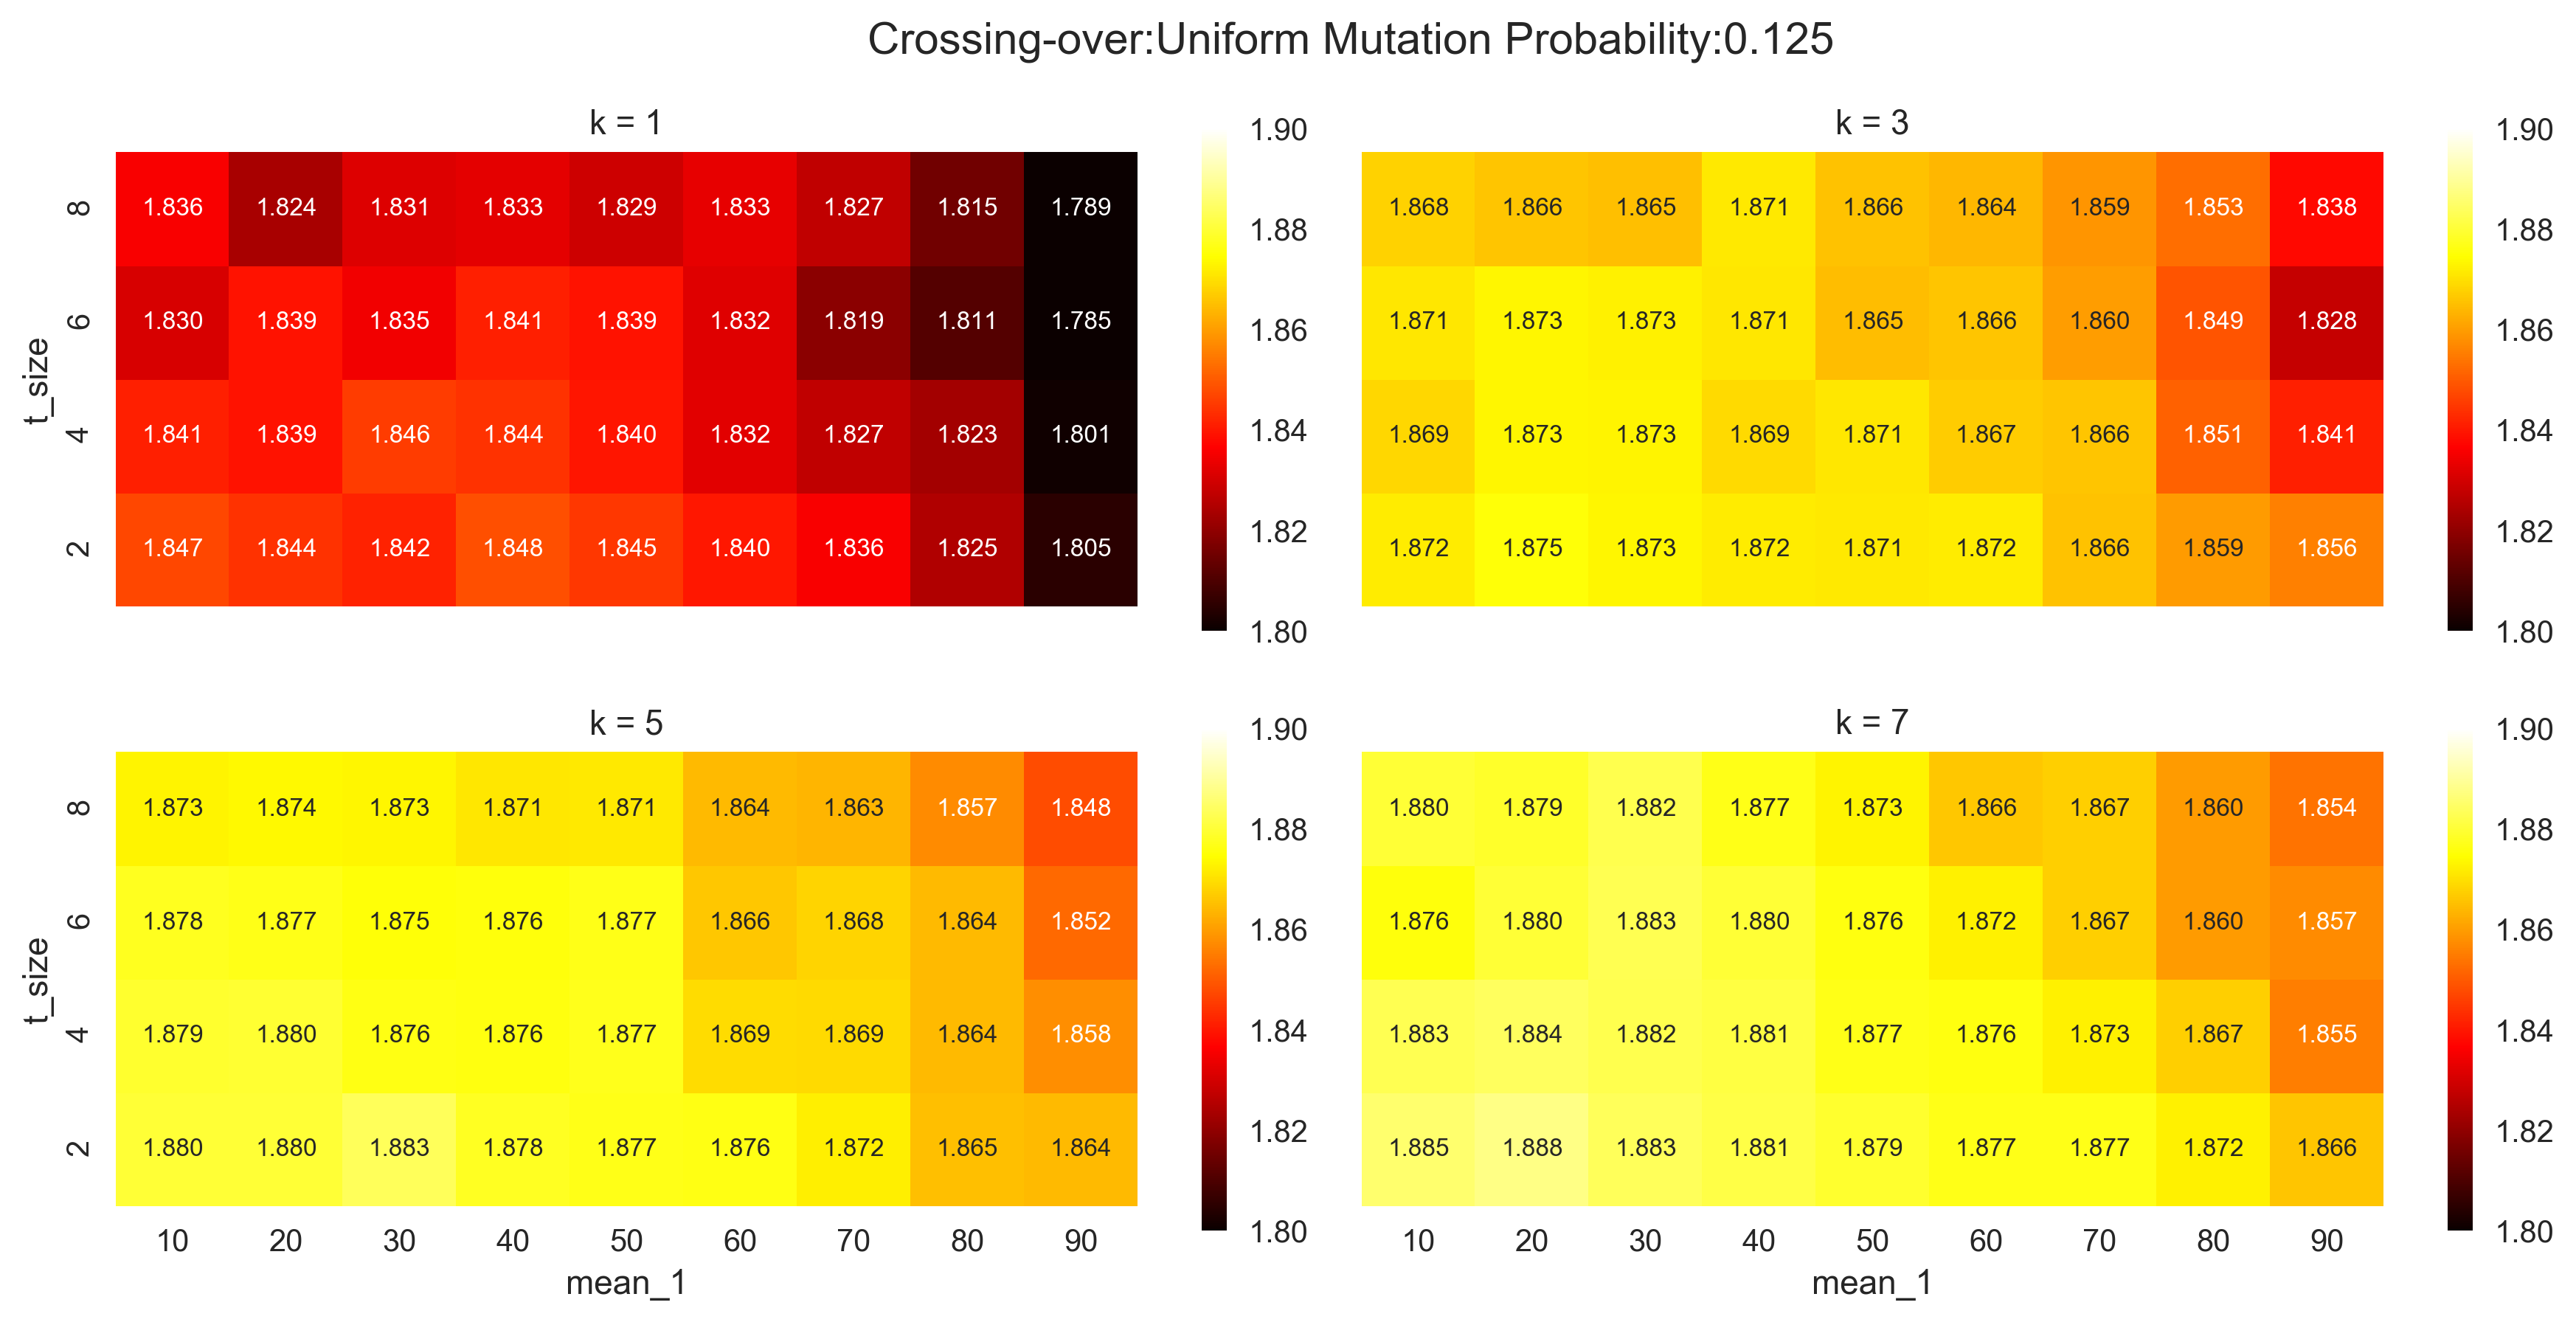 Crossing-over:Uniform Mutation Probability:0.125
k = 1
t_size
8 1.836 1.824 1.831 1.833 1.829 1.833 1.827 1.815 1.789
6 1.830 1.839 1.835 1.841 1.839 1.832 1.819 1.811 1.785
4 1.841 1.839 1.846 1.844 1.840 1.832 1.827 1.823 1.801
2 1.847 1.844 1.842 1.848 1.845 1.840 1.836 1.825 1.805
1.90
1.88
1.86
1.84
1.82
1.80
k = 3
1.868 1.866 1.865 1.871 1.866 1.864 1.859 1.853 1.838
1.871 1.873 1.873 1.871 1.865 1.866 1.860 1.849 1.828
1.869 1.873 1.873 1.869 1.871 1.867 1.866 1.851 1.841
1.872 1.875 1.873 1.872 1.871 1.872 1.866 1.859 1.856
1.90
1.88
1.86
1.84
1.82
1.80
k = 5
t_size
8 1.873 1.874 1.873 1.871 1.871 1.864 1.863 1.857 1.848
6 1.878 1.877 1.875 1.876 1.877 1.866 1.868 1.864 1.852
4 1.879 1.880 1.876 1.876 1.877 1.869 1.869 1.864 1.858
2 1.880 1.880 1.883 1.878 1.877 1.876 1.872 1.865 1.864
10 20 30 40 50 60 70 80 90
mean_1
1.90
1.88
1.86
1.84
1.82
1.80
k = 7
1.880 1.879 1.882 1.877 1.873 1.866 1.867 1.860 1.854
1.876 1.880 1.883 1.880 1.876 1.872 1.867 1.860 1.857
1.883 1.884 1.882 1.881 1.877 1.876 1.873 1.867 1.855
1.885 1.888 1.883 1.881 1.879 1.877 1.877 1.872 1.866
10 20 30 40 50 60 70 80 90
mean_1
1.90
1.88
1.86
1.84
1.82
1.80